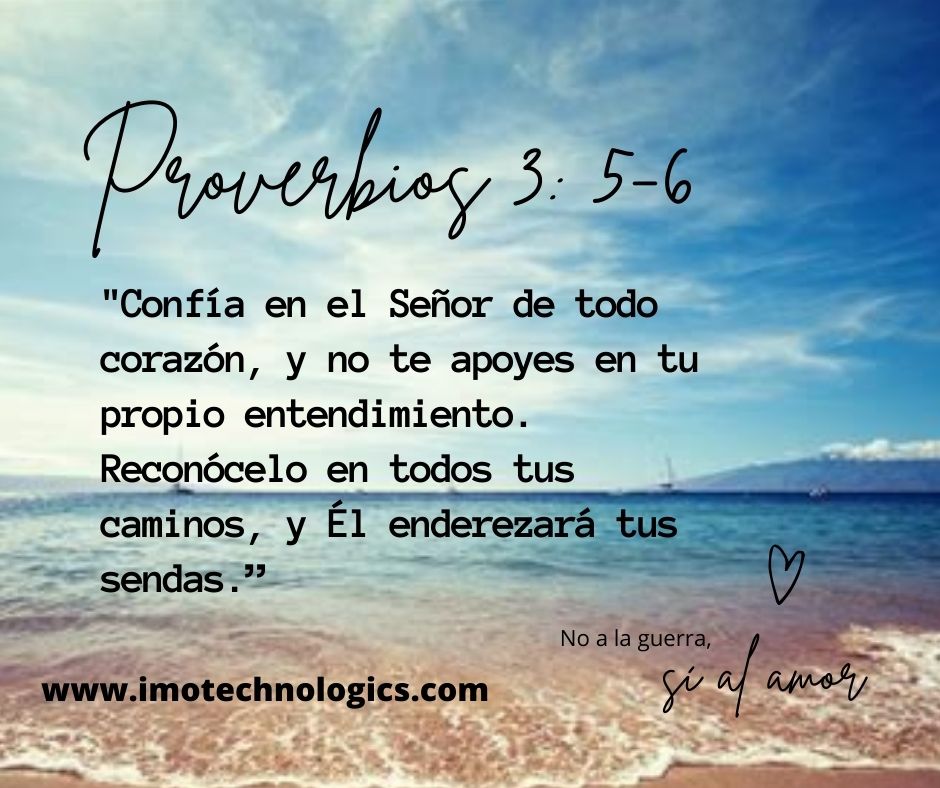 Proverbios 3: 5-6
"Confía en el Señor de todo
corazón, y no te apoyes en tu
propio entendimiento.
Reconócelo en todos tus
caminos, y Él enderezará tus
sendas.”
No a la guerra,
sí al amor
www.imotechnologics.com